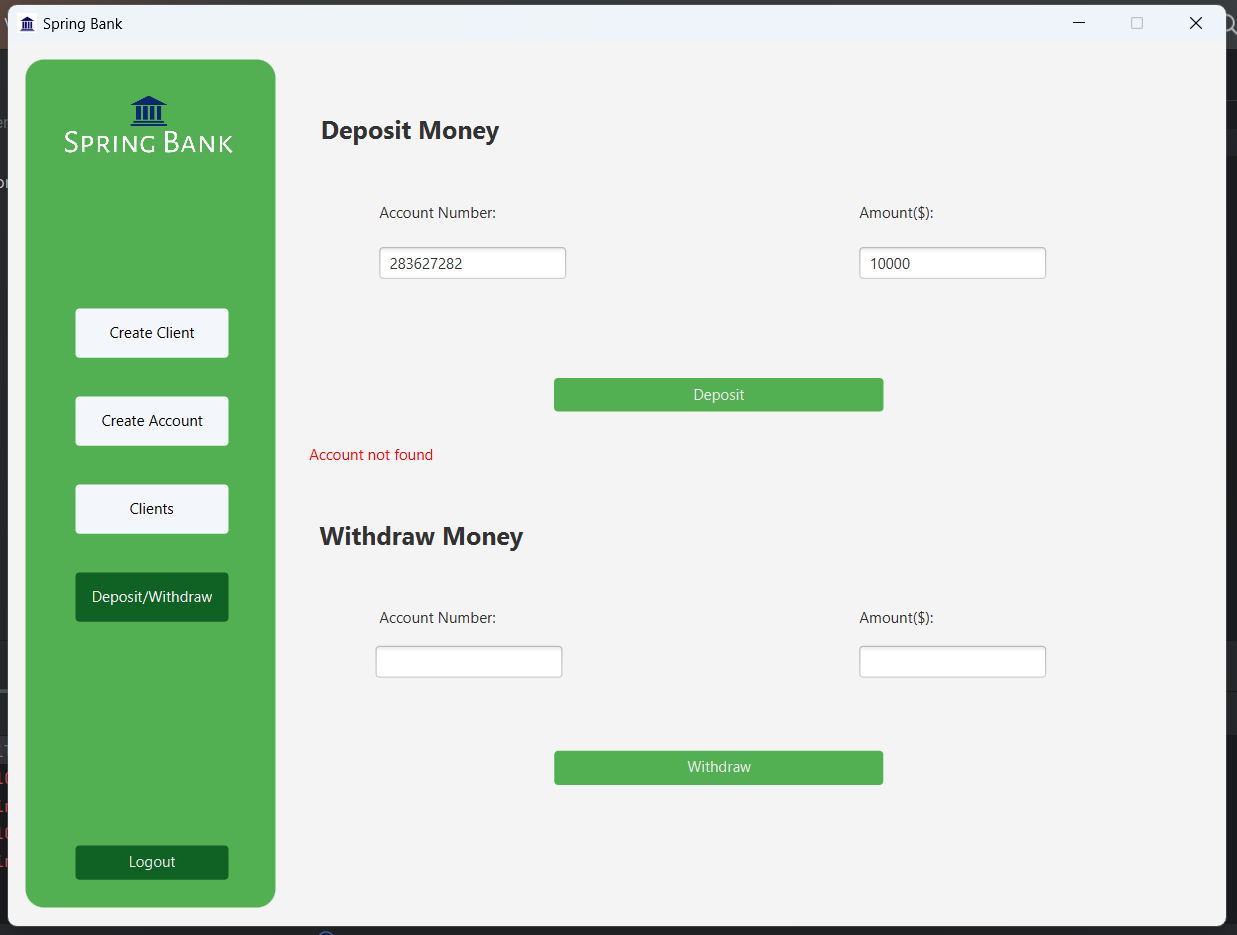 Spring Bank
SPRING BANK
Deposit Money
Account Number:
Amount($):
283627282
10000
Create Client
Deposit
Create Account
Account not found
Clients
Withdraw Money
Deposit/Withdraw
Account Number:
Amount($):
Withdraw
Logout